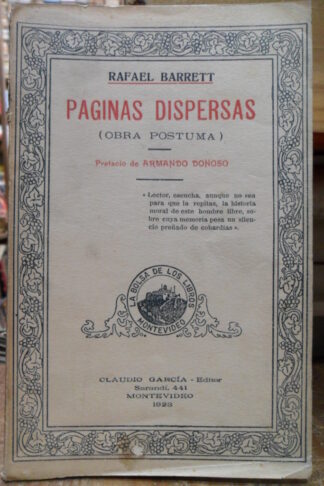 RAFAEL BARRETT
PAGINAS DISPERSAS
(OBRA POSTUMA)
Prefacio de ARMANDO DONOSO
« Lector, escucha, aunque no sea
para que la repitas, la historia
moral de este hombre libre, so-
bre cuya memoria pesa un silen-
cio preñado de cobardías ».
LA BOLSA DE LOS LIBROS
MONTEVIDEO
CLAUDIO GARCÍA - Editor
Sarandí, 441
MONTEVIDEO
1923